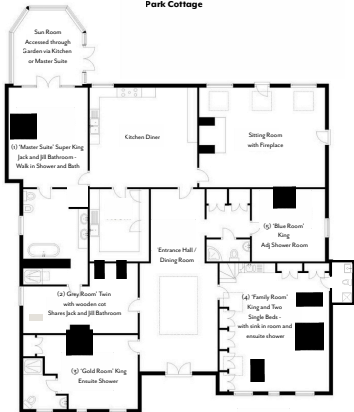 Park Cottage
Sun Room
Accessed through
Garden via Kitchen
or Master Suite
(1) 'Master Suite' Super King
Jack and Jill Bathroom -
Walk in Shower and Bath
Kitchen Diner
Sitting Room
with Fireplace
(5) 'Blue Room'
King
Adj Shower Room
Entrance Hall /
Dining Room
(2) 'Grey Room' Twin
with wooden cot
Shares Jack and Jill Bathroom
(4) 'Family Room'
King and Two
Single Beds -
with sink in room and
ensuite shower
(3) 'Gold Room' King
Ensuite Shower